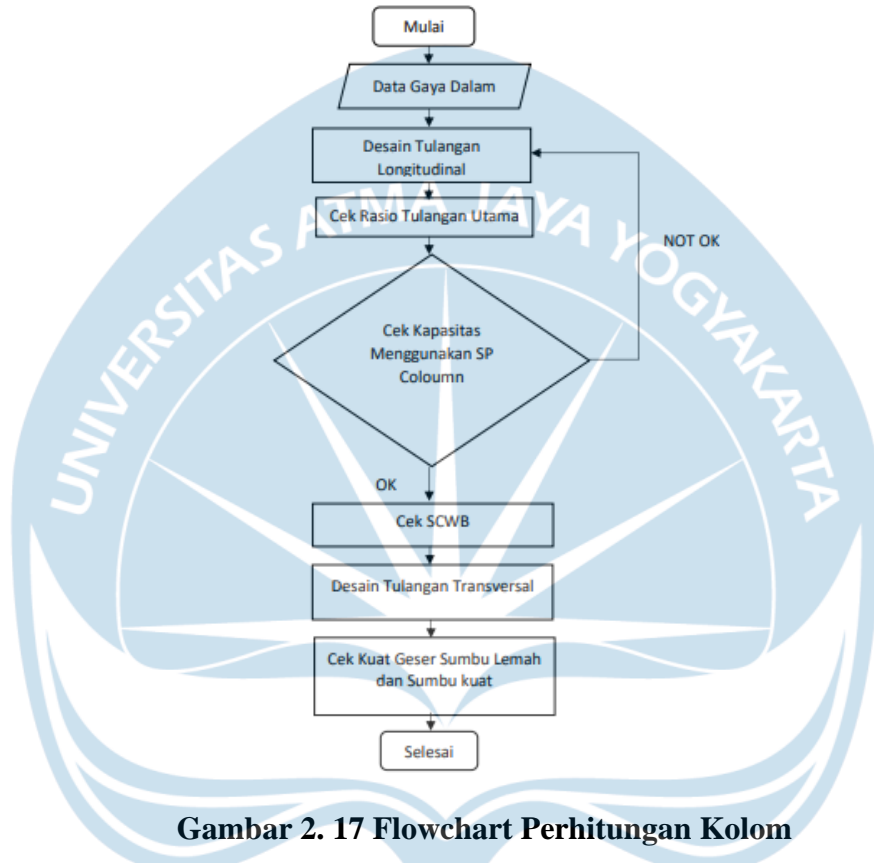 Mulai
Data Gaya Dalam
Desain Tulangan
Longitudinal
Cek Rasio Tulangan Utama
NOT OK
Cek Kapasitas
Menggunakan SP
Coloumn
OK
Cek SCWB
Desain Tulangan Transversal
Cek Kuat Geser Sumbu Lemah
dan Sumbu kuat
Selesai
UNIVERSITAS ATMA JAYA YOGYAKARTA
Gambar 2. 17 Flowchart Perhitungan Kolom